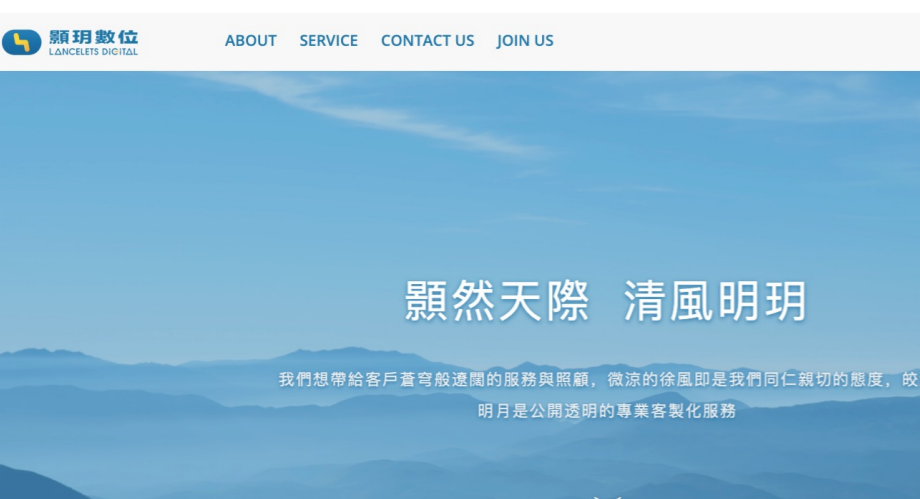 顥玥數位
LANCELETS DIGITAL
ABOUT SERVICE CONTACT US JOIN US
顥然天際 清風明玥
我們想帶給客戶蒼穹般遼闊的服務與照顧，微涼的徐風即是我們同仁親切的態度，皎
明月是公開透明的專業客製化服務